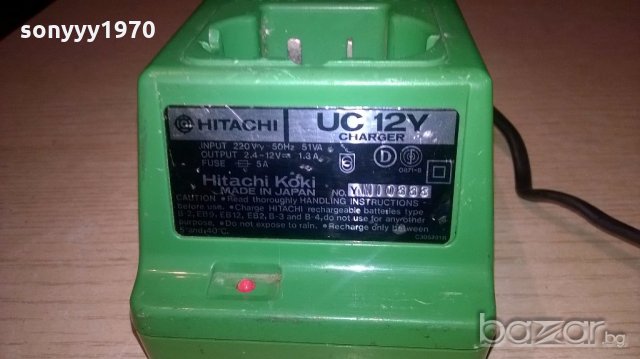 sonyyy1970
HITACHI
UC 12Y
CHARGER
INPUT 220V~ 50Hz 51VA
OUTPUT 2.4-12V 1.3A
FUSE 5A
D
Hitachi Koki
MADE IN JAPAN
NO.
CAUTION • Read thoroughly HANDLING INSTRUCTIONS
before use. • Charge HITACHI rechargeable batteries type
B-2, EB9, EB12, EB2, B-3 and B-4, do not use for any other
purpose. • Do not expose to rain. • Recharge only between
5° and 40°C.
bazar.bg